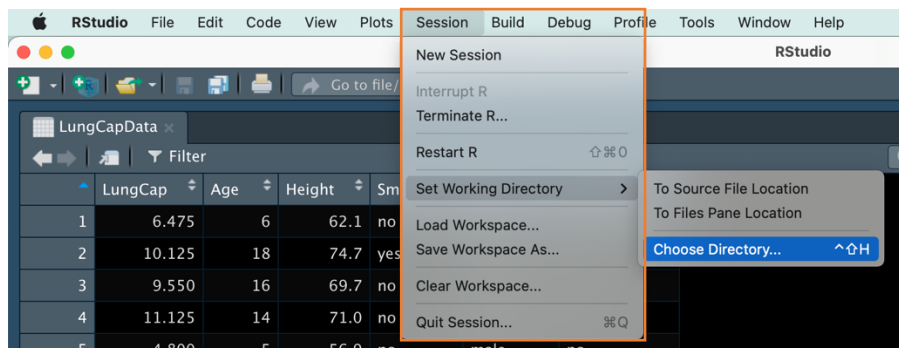 RStudio File Edit Code View Plots Session Build Debug Profile Tools Window Help
RStudio
New Session
Go to file/
Interrupt R
Terminate R...
LungCapData
Filter
Restart R ⇧⌘0
LungCap Age Height Sm
Set Working Directory
To Source File Location
To Files Pane Location
Choose Directory... ^⇧H
Load Workspace...
Save Workspace As...
Clear Workspace...
Quit Session... ⌘Q
1 6.475 6 62.1 no
2 10.125 18 74.7 yes
3 9.550 16 69.7 no
4 11.125 14 71.0 no